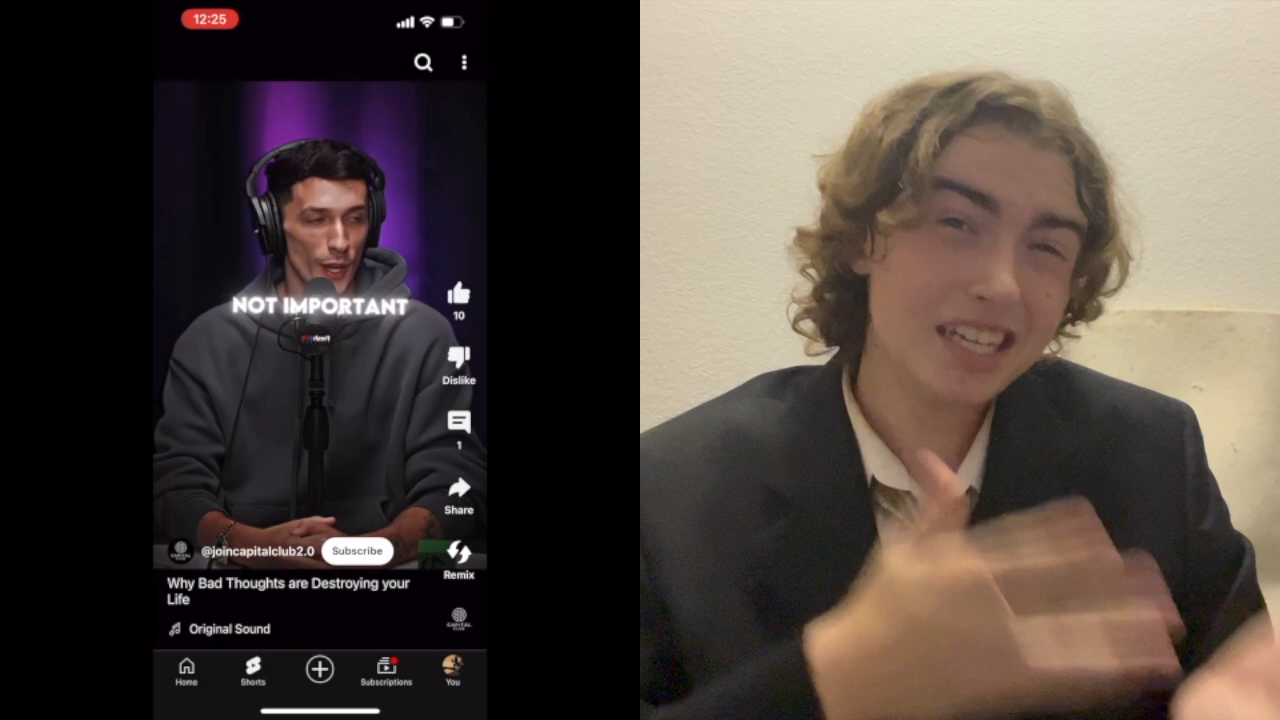 12:25
NOT IMPORTANT
10
Dislike
1
Share
@joincapitalclub2.0
Subscribe
Remix
Why Bad Thoughts are Destroying your
Life
CAPITAL
Original Sound
Home
Shorts
Subscriptions
You